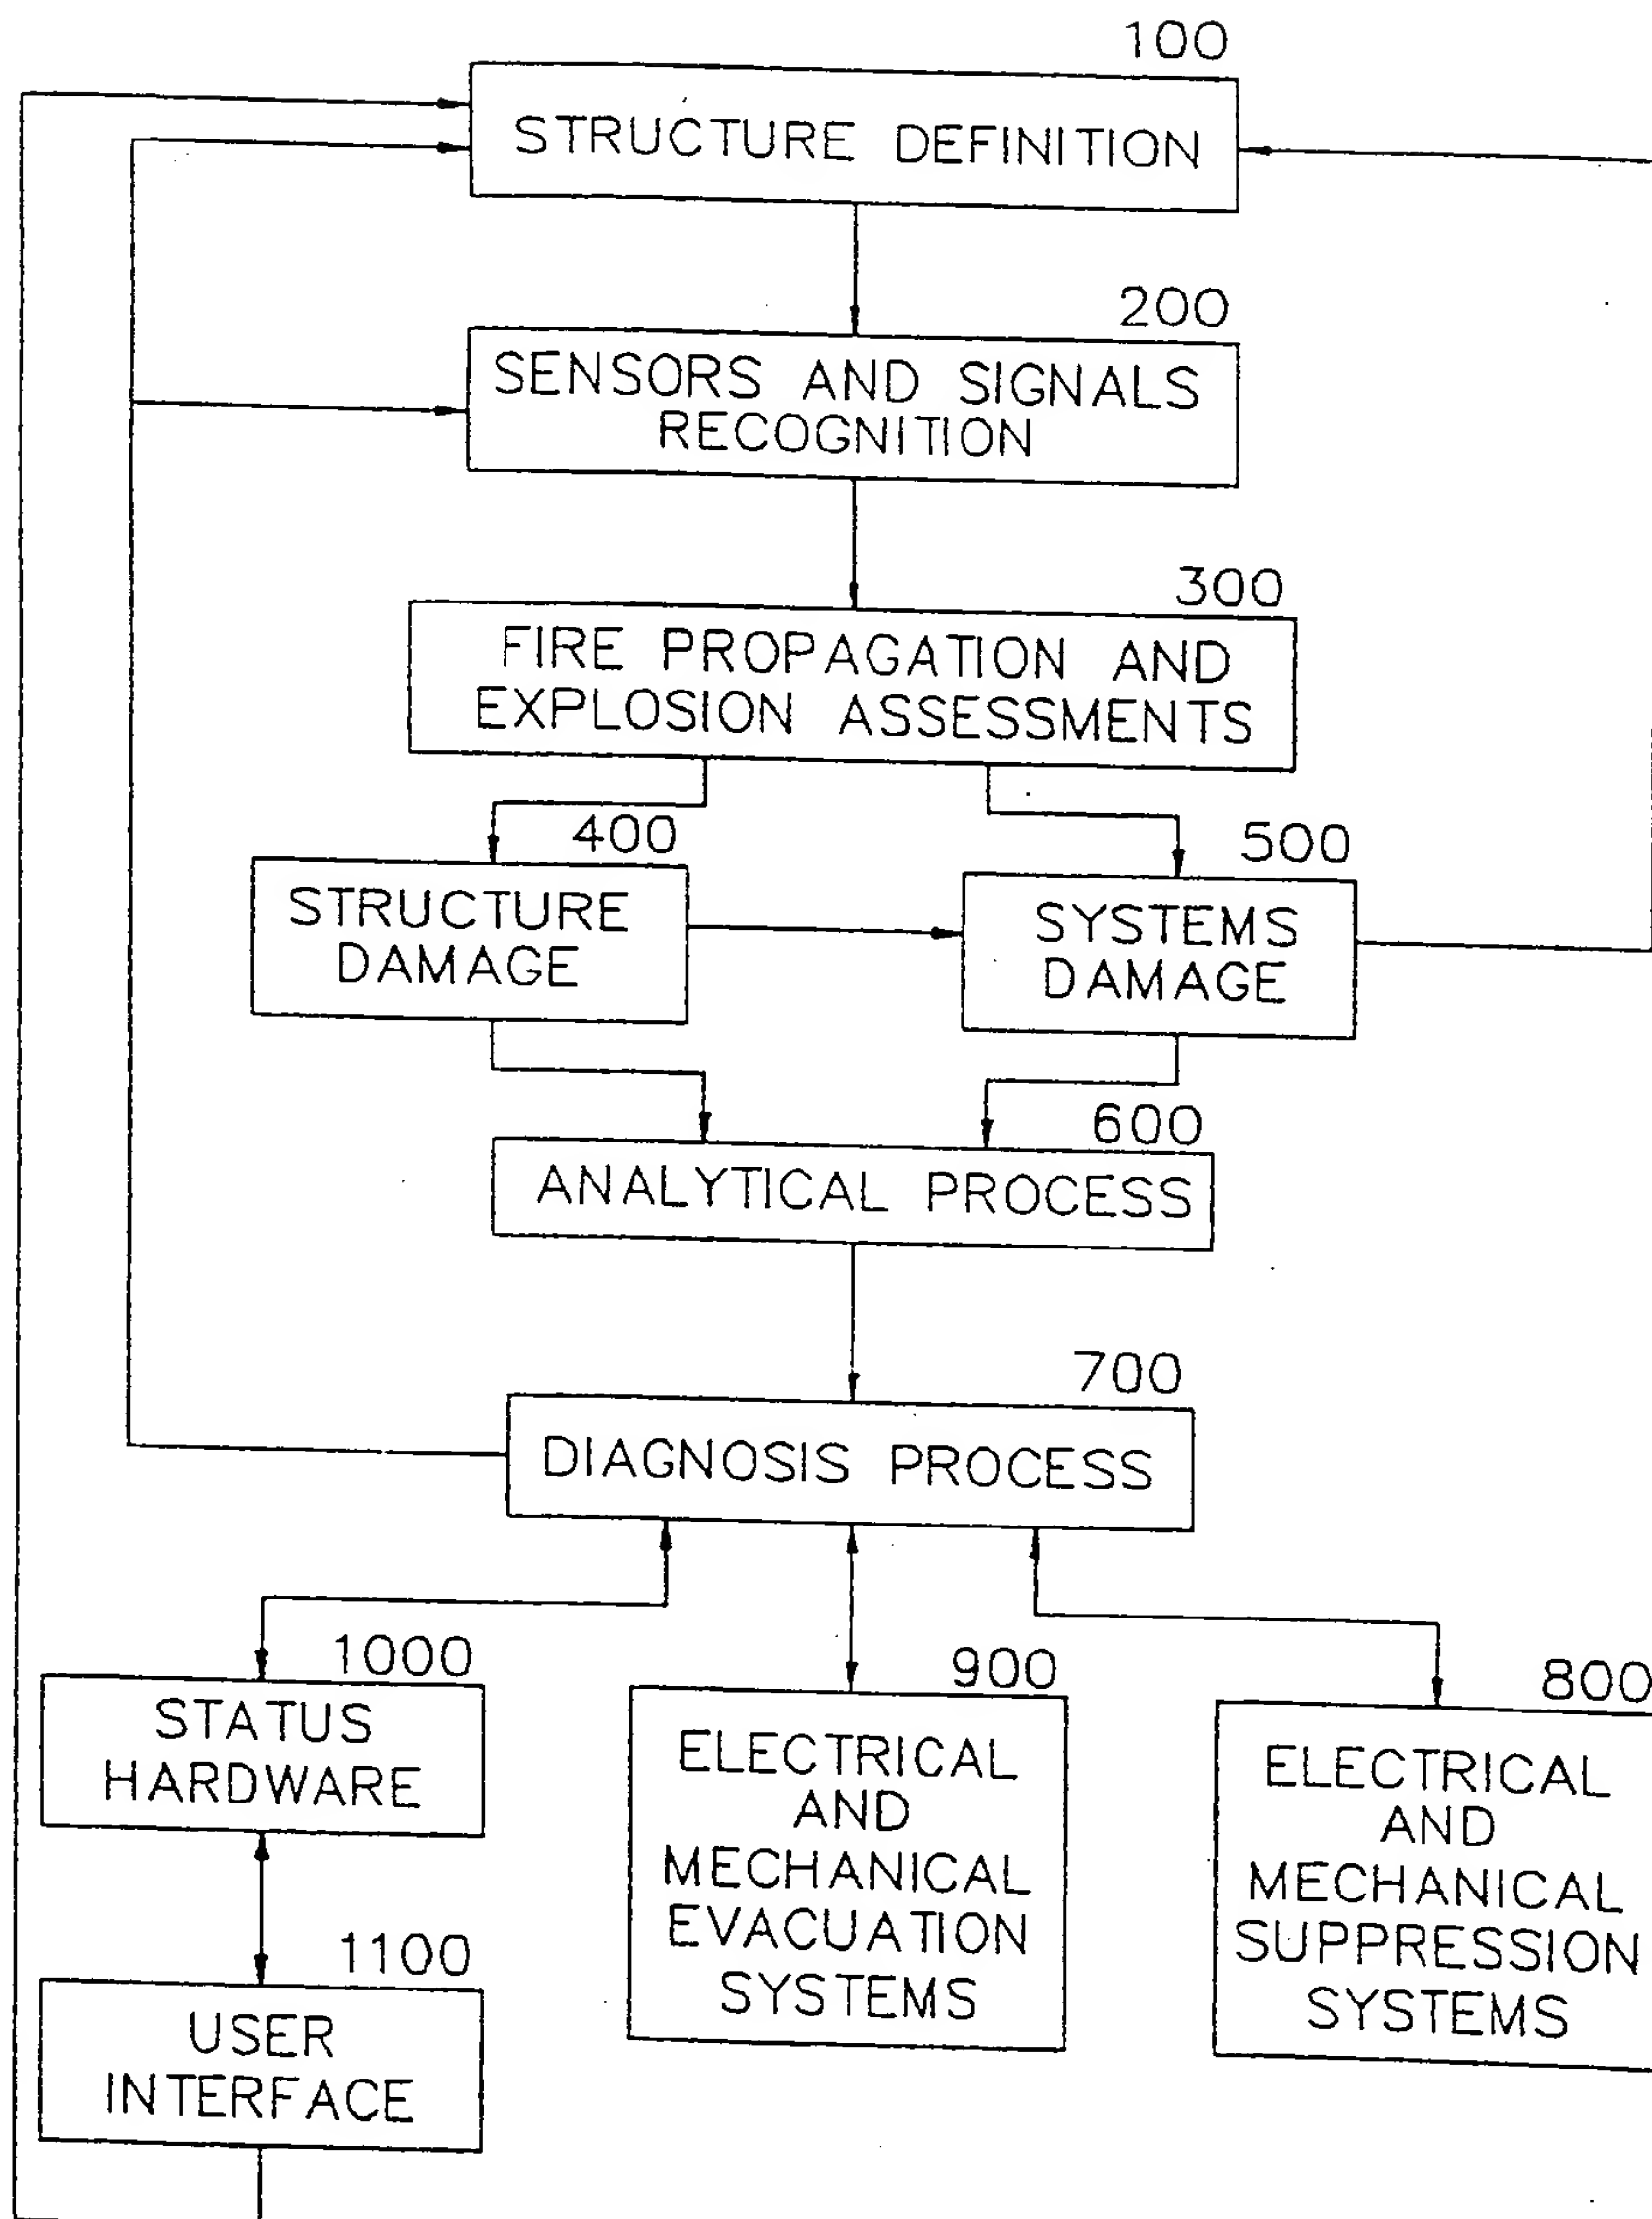 100
STRUCTURE DEFINITION
200
SENSORS AND SIGNALS
RECOGNITION
300
FIRE PROPAGATION AND
EXPLOSION ASSESSMENTS
400
STRUCTURE
DAMAGE
500
SYSTEMS
DAMAGE
600
ANALYTICAL PROCESS
700
DIAGNOSIS PROCESS
1000
STATUS
HARDWARE
900
ELECTRICAL
AND
MECHANICAL
EVACUATION
SYSTEMS
800
ELECTRICAL
AND
MECHANICAL
SUPPRESSION
SYSTEMS
1100
USER
INTERFACE